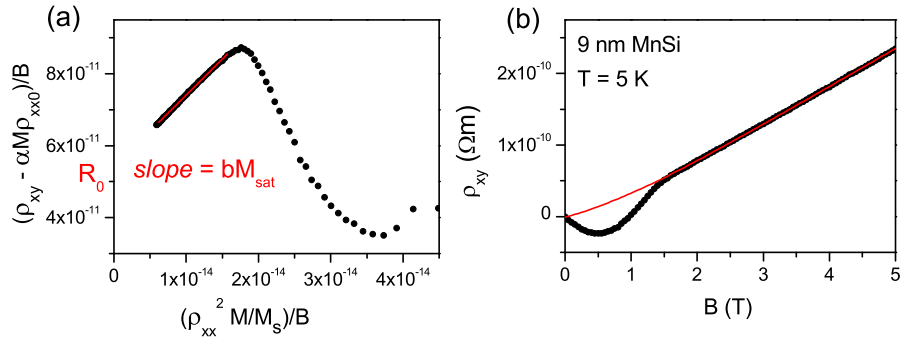 (a)
(ρxy - αMρxx0)/B
8x10-11
6x10-11
4x10-11
R0
slope = bMsat
0
1x10-14
2x10-14
3x10-14
4x10-14
(ρxx2 M/MS)/B
(b)
ρxy (Ωm)
2x10-10
1x10-10
0
9 nm MnSi
T = 5 K
0
1
2
3
4
5
B (T)